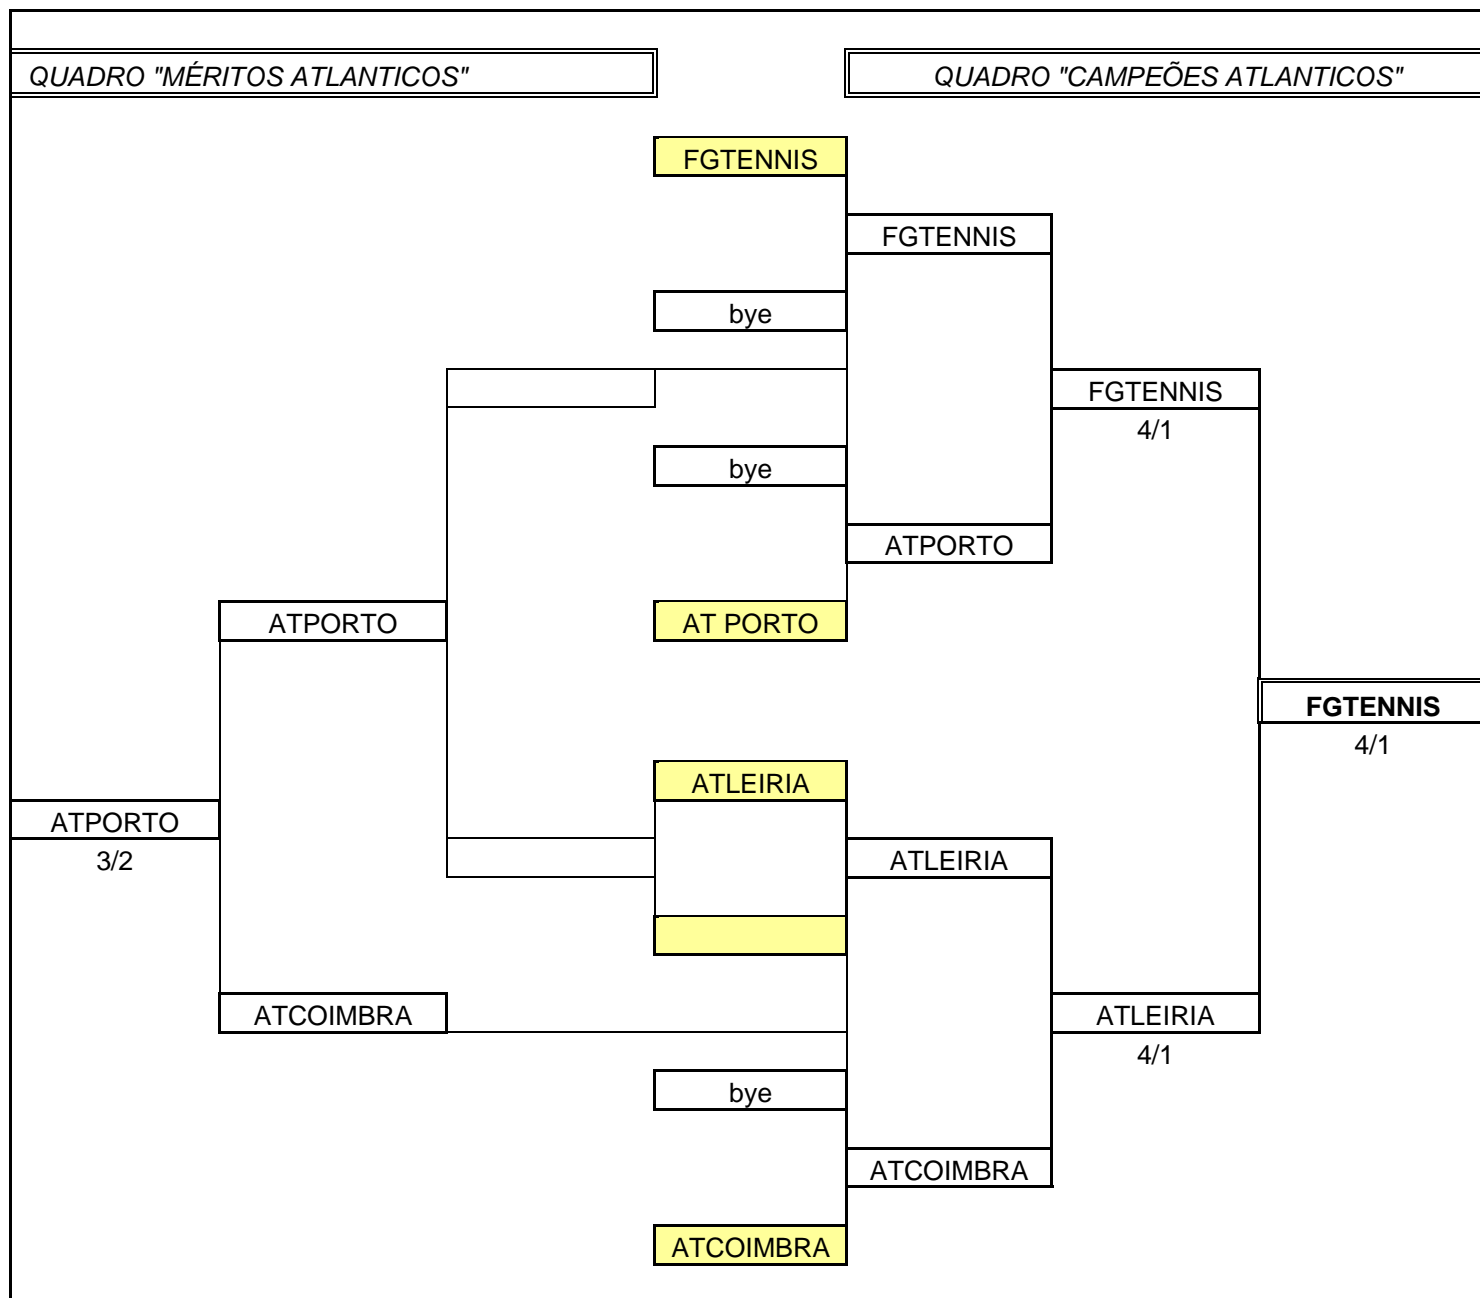 QUADRO "MÉRITOS ATLANTICOS"
QUADRO "CAMPEÕES ATLANTICOS"
FGTENNIS
FGTENNIS
bye
FGTENNIS
4/1
bye
ATPORTO
ATPORTO
AT PORTO
FGTENNIS
4/1
ATLEIRIA
ATPORTO
3/2
ATLEIRIA
ATCOIMBRA
ATLEIRIA
4/1
bye
ATCOIMBRA
ATCOIMBRA